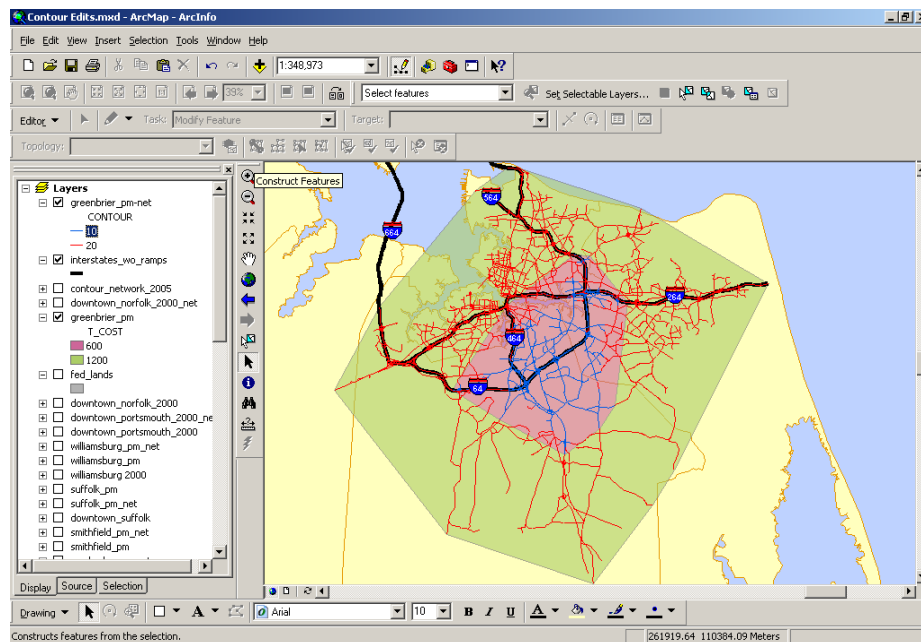 Contour Edits.mxd - ArcMap - ArcInfo
File Edit View Insert Selection Tools Window Help
1:348,973
39% Select features Set Selectable Layers...
Editor Task: Modify Feature Target:
Topology:
Layers
greenbrier_pm-net
CONTOUR
10
20
interstates_wo_ramps
contour_network_2005
downtown_norfolk_2000_net
greenbrier_pm
T_COST
600
1200
fed_lands
downtown_norfolk_2000
downtown_portsmouth_2000_ne
downtown_portsmouth_2000
williamsburg_pm_net
williamsburg_pm
williamsburg 2000
suffolk_pm
suffolk_pm_net
downtown_suffolk
smithfield_pm_net
smithfield_pm
Display Source Selection
Construct Features
564
664
264
464
64
Drawing A Arial 10 B I U A
Constructs features from the selection.
261919.64 110384.09 Meters